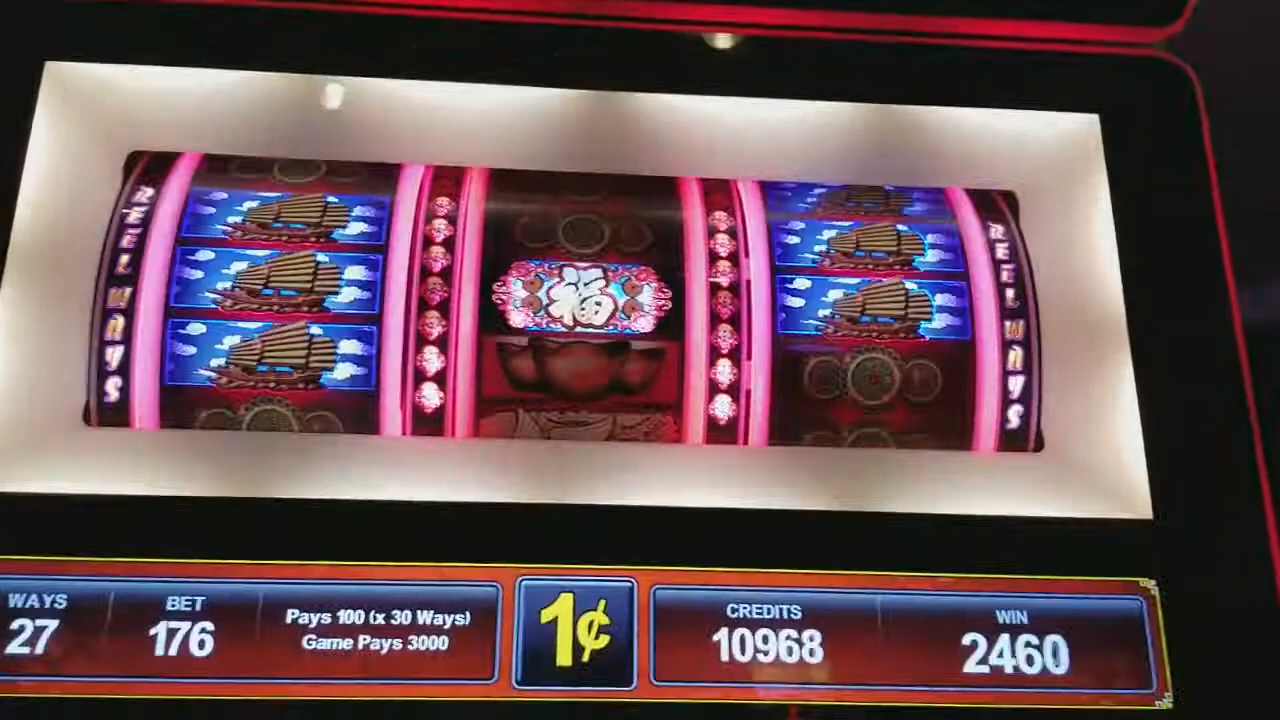 REEL WAYS
福
REEL WAYS
WAYS
27
BET
176
Pays 100 (x 30 Ways)
Game Pays 3000
1¢
CREDITS
10968
WIN
2460